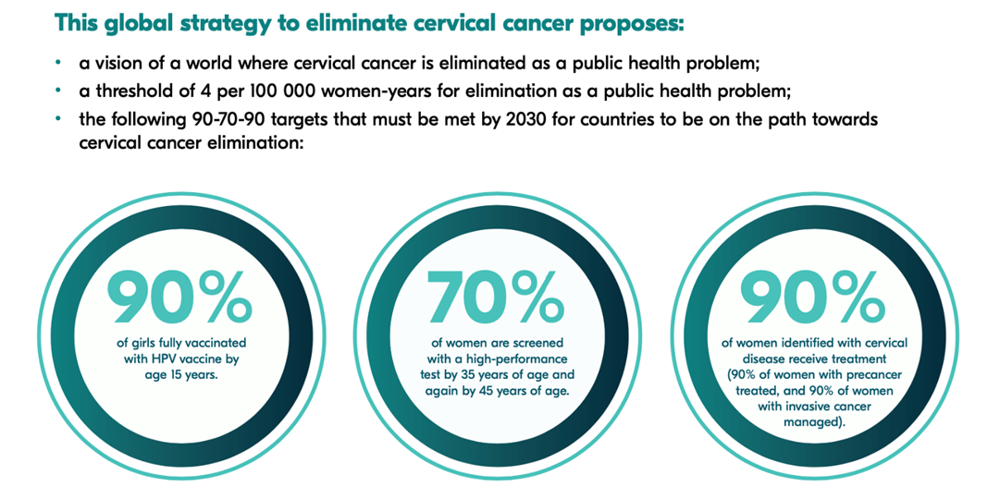 This global strategy to eliminate cervical cancer proposes:
• a vision of a world where cervical cancer is eliminated as a public health problem;
• a threshold of 4 per 100 000 women-years for elimination as a public health problem;
• the following 90-70-90 targets that must be met by 2030 for countries to be on the path towards
cervical cancer elimination:
90%
of girls fully vaccinated
with HPV vaccine by
age 15 years.
70%
of women are screened
with a high-performance
test by 35 years of age and
again by 45 years of age.
90%
of women identified with cervical
disease receive treatment
(90% of women with precancer
treated, and 90% of women
with invasive cancer
managed).